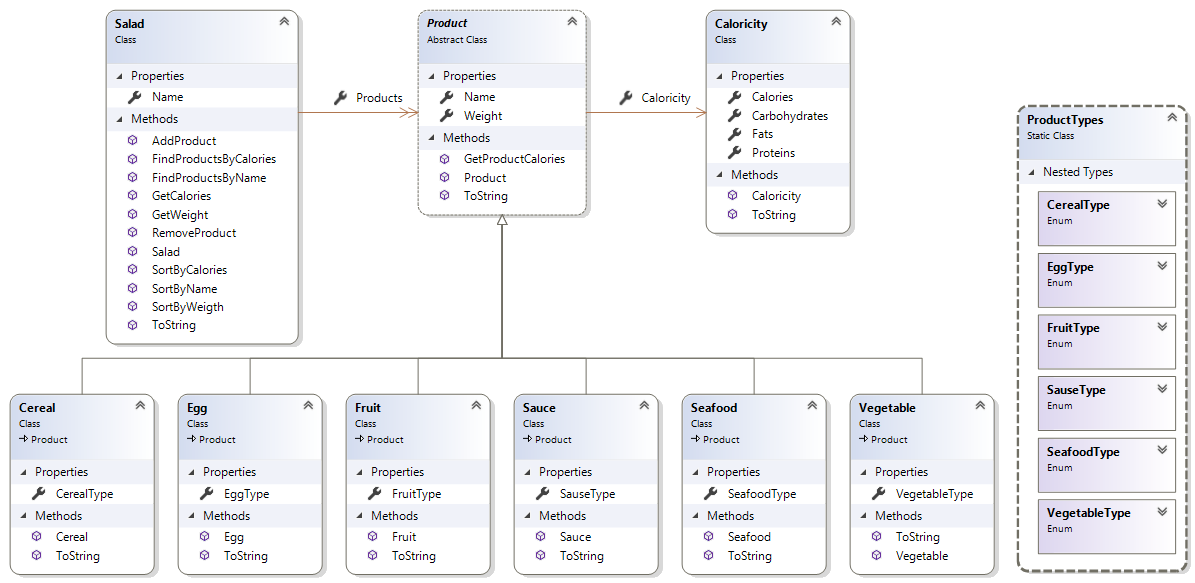 Salad
Class
Properties
Name
Methods
AddProduct
FindProductsByCalories
FindProductsByName
GetCalories
GetWeight
RemoveProduct
Salad
SortByCalories
SortByName
SortByWeigth
ToString
Products
Product
Abstract Class
Properties
Name
Weight
Methods
GetProductCalories
Product
ToString
Caloricity
Caloricity
Class
Properties
Calories
Carbohydrates
Fats
Proteins
Methods
Caloricity
ToString
ProductTypes
Static Class
Nested Types
CerealType
Enum
EggType
Enum
FruitType
Enum
SauseType
Enum
SeafoodType
Enum
VegetableType
Enum
Cereal
Class
Product
Properties
CerealType
Methods
Cereal
ToString
Egg
Class
Product
Properties
EggType
Methods
Egg
ToString
Fruit
Class
Product
Properties
FruitType
Methods
Fruit
ToString
Sauce
Class
Product
Properties
SauseType
Methods
Sauce
ToString
Seafood
Class
Product
Properties
SeafoodType
Methods
Seafood
ToString
Vegetable
Class
Product
Properties
VegetableType
Methods
ToString
Vegetable